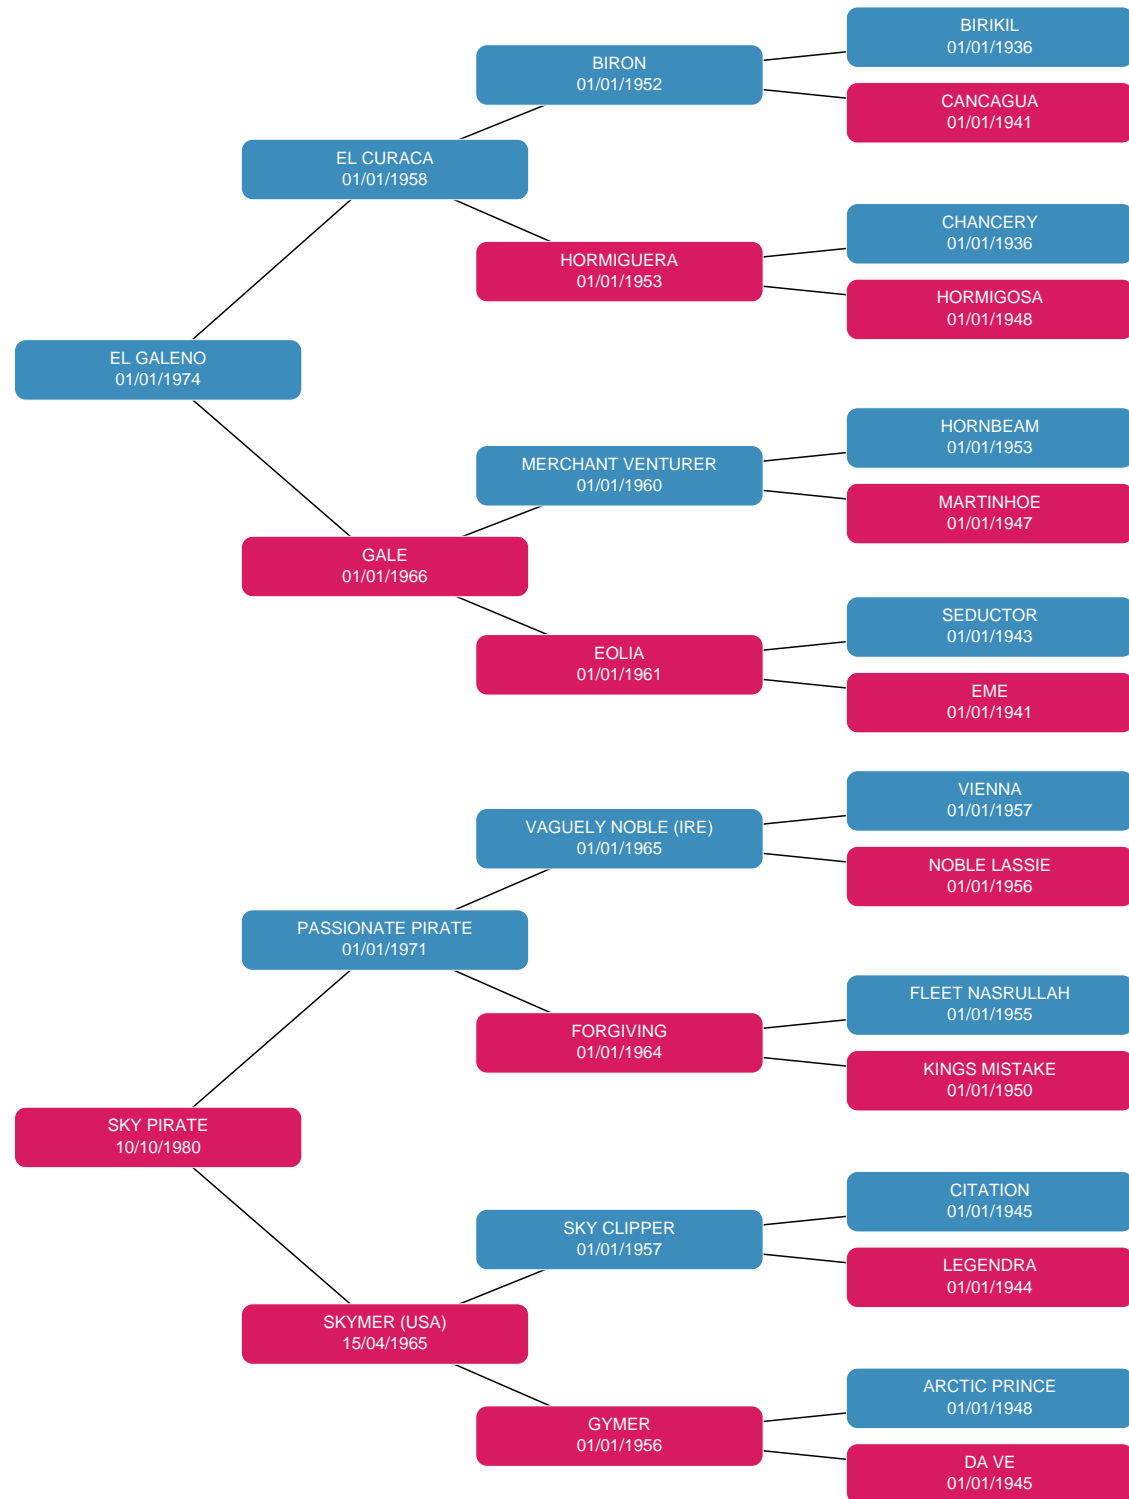 BIRIKIL
01/01/1936
BIRON
01/01/1952
CANCAGUA
01/01/1941
EL CURACA
01/01/1958
CHANCERY
01/01/1936
HORMIGUERA
01/01/1953
HORMIGOSA
01/01/1948
EL GALENO
01/01/1974
HORNBEAM
01/01/1953
MERCHANT VENTURER
01/01/1960
MARTINHOE
01/01/1947
GALE
01/01/1966
SEDUCTOR
01/01/1943
EOLIA
01/01/1961
EME
01/01/1941
VIENNA
01/01/1957
VAGUELY NOBLE (IRE)
01/01/1965
NOBLE LASSIE
01/01/1956
PASSIONATE PIRATE
01/01/1971
FLEET NASRULLAH
01/01/1955
FORGIVING
01/01/1964
KINGS MISTAKE
01/01/1950
SKY PIRATE
10/10/1980
CITATION
01/01/1945
SKY CLIPPER
01/01/1957
LEGENDRA
01/01/1944
SKYMER (USA)
15/04/1965
ARCTIC PRINCE
01/01/1948
GYMER
01/01/1956
DA VE
01/01/1945